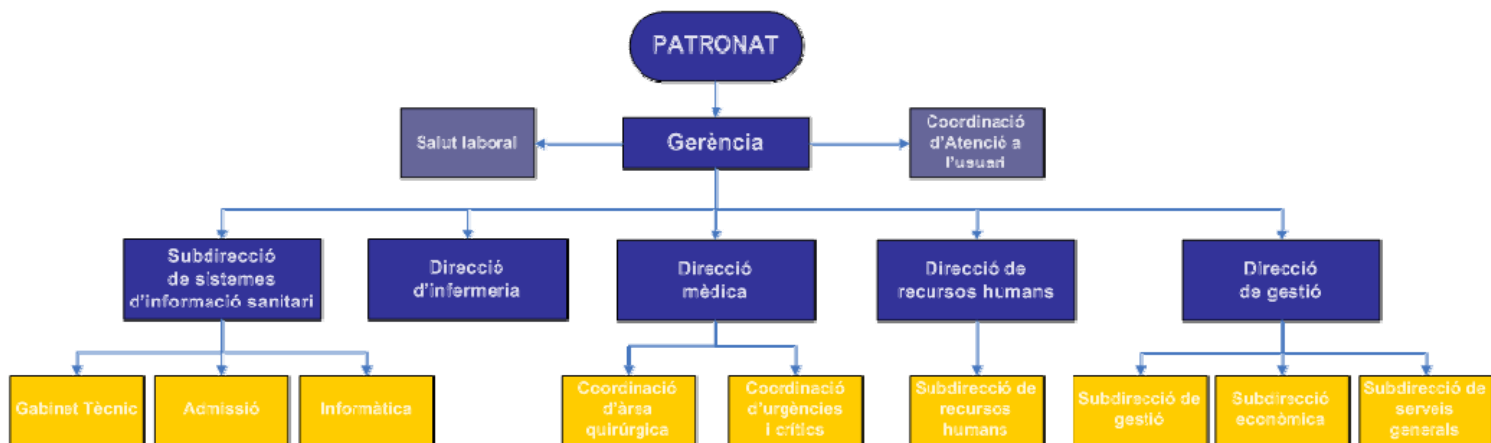 PATRONAT
Salut laboral
Gerència
Coordinació
d'Atenció a
l'usuari
Subdirecció
de sistemes
d'informació sanitari
Direcció
d'infermeria
Direcció
mèdica
Direcció de
recursos humans
Direcció
de gestió
Gabinet Tècnic
Admissió
Informàtica
Coordinació
d'àrea
quirúrgica
Coordinació
d'urgències
i crítics
Subdirecció de
recursos
humans
Subdirecció de
gestió
Subdirecció
econòmica
Subdirecció de
serveis
generals